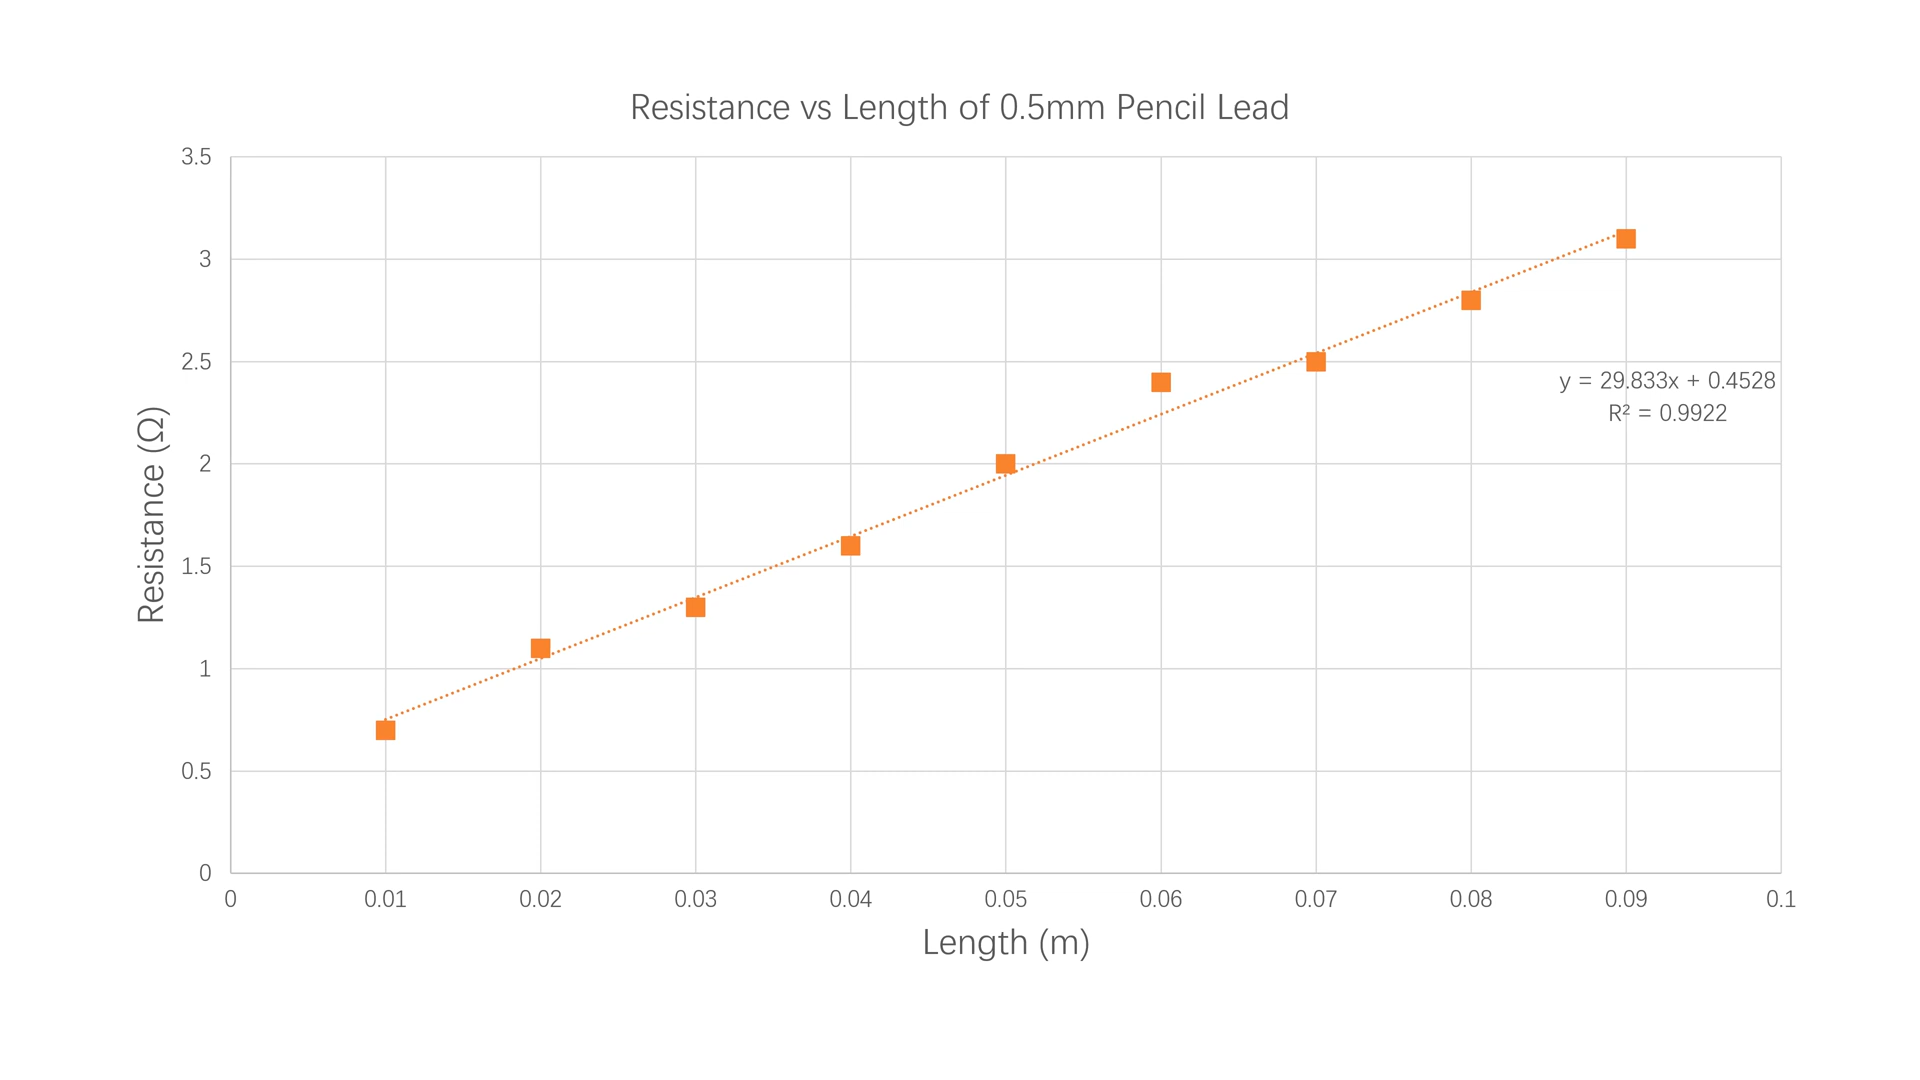 Resistance vs Length of 0.5mm Pencil Lead
3.5
3
2.5
2
1.5
1
0.5
0
Resistance (Ω)
y = 29.833x + 0.4528
R² = 0.9922
0 0.01 0.02 0.03 0.04 0.05 0.06 0.07 0.08 0.09 0.1
Length (m)